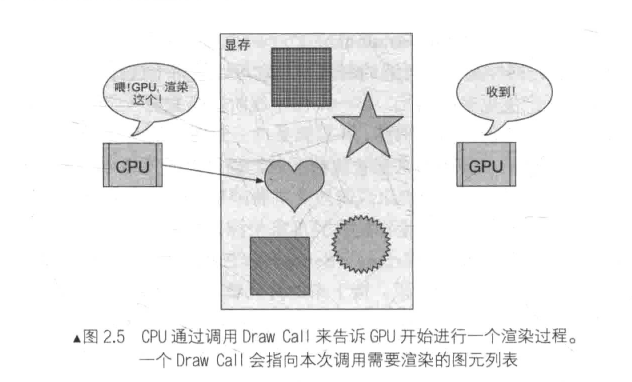 显存
喂!GPU, 渲染
这个!
收到!
CPU
GPU
▲图 2.5 CPU 通过调用 Draw Call 来告诉 GPU 开始进行一个渲染过程。
一个 Draw Call 会指向本次调用需要渲染的图元列表